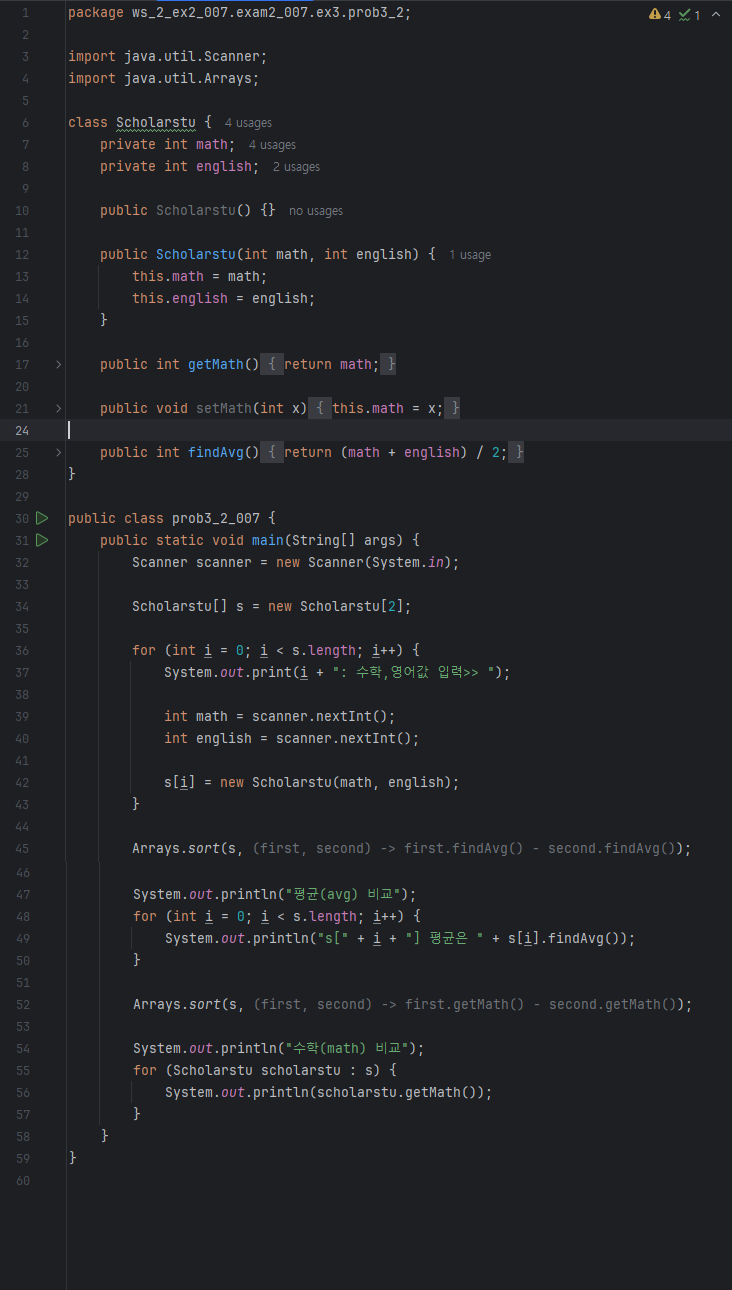 ⚠4 ✓1
1 package ws_2_ex2_007.exam2_007.ex3.prob3_2;
2
3 import java.util.Scanner;
4 import java.util.Arrays;
5
6 class Scholarstu { 4 usages
7 private int math; 4 usages
8 private int english; 2 usages
9
10 public Scholarstu() {} no usages
11
12 public Scholarstu(int math, int english) { 1 usage
13 this.math = math;
14 this.english = english;
15 }
16
17 public int getMath() { return math; }
20
21 public void setMath(int x) { this.math = x; }
24
25 public int findAvg() { return (math + english) / 2; }
28 }
29
30 public class prob3_2_007 {
31 public static void main(String[] args) {
32 Scanner scanner = new Scanner(System.in);
33
34 Scholarstu[] s = new Scholarstu[2];
35
36 for (int i = 0; i < s.length; i++) {
37 System.out.print(i + ": 수학,영어값 입력>> ");
38
39 int math = scanner.nextInt();
40 int english = scanner.nextInt();
41
42 s[i] = new Scholarstu(math, english);
43 }
44
45 Arrays.sort(s, (first, second) -> first.findAvg() - second.findAvg());
46
47 System.out.println("평균(avg) 비교");
48 for (int i = 0; i < s.length; i++) {
49 System.out.println("s[" + i + "] 평균은 " + s[i].findAvg());
50 }
51
52 Arrays.sort(s, (first, second) -> first.getMath() - second.getMath());
53
54 System.out.println("수학(math) 비교");
55 for (Scholarstu scholarstu : s) {
56 System.out.println(scholarstu.getMath());
57 }
58 }
59 }
60